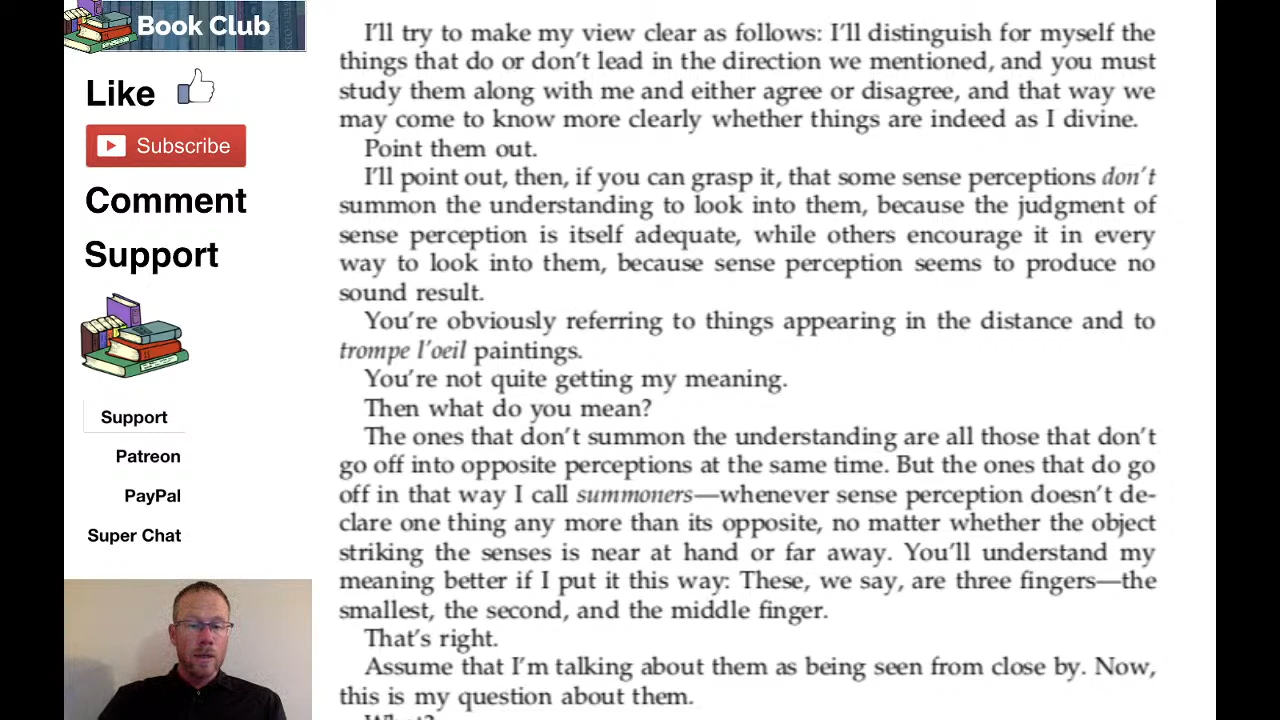 Book Club
Like
Subscribe
Comment
Support
Support
Patreon
PayPal
Super Chat
I'll try to make my view clear as follows: I'll distinguish for myself the
things that do or don't lead in the direction we mentioned, and you must
study them along with me and either agree or disagree, and that way we
may come to know more clearly whether things are indeed as I divine.
Point them out.
I'll point out, then, if you can grasp it, that some sense perceptions don't
summon the understanding to look into them, because the judgment of
sense perception is itself adequate, while others encourage it in every
way to look into them, because sense perception seems to produce no
sound result.
You're obviously referring to things appearing in the distance and to
trompe l'oeil paintings.
You're not quite getting my meaning.
Then what do you mean?
The ones that don't summon the understanding are all those that don't
go off into opposite perceptions at the same time. But the ones that do go
off in that way I call summoners—whenever sense perception doesn't de-
clare one thing any more than its opposite, no matter whether the object
striking the senses is near at hand or far away. You'll understand my
meaning better if I put it this way: These, we say, are three fingers—the
smallest, the second, and the middle finger.
That's right.
Assume that I'm talking about them as being seen from close by. Now,
this is my question about them.
What?